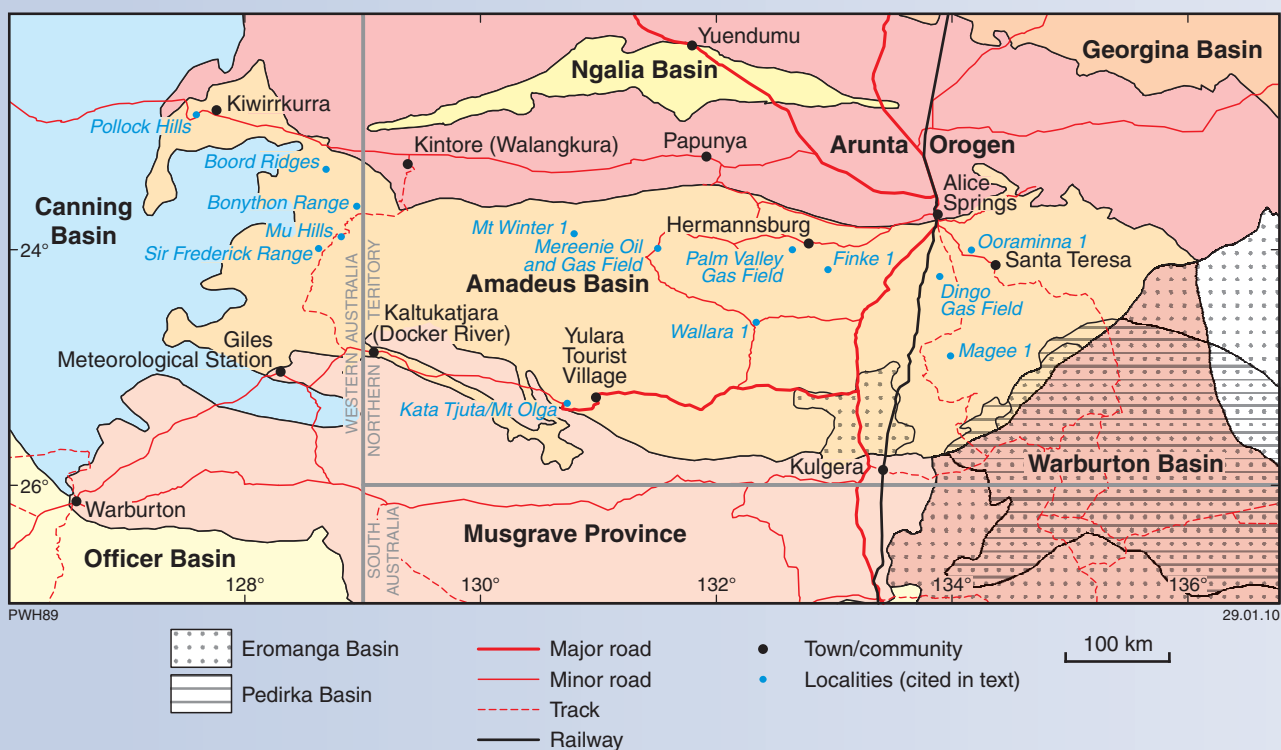 Yuendumu
Georgina Basin
Ngalia Basin
Kiwirrkurra
Pollock Hills
Kintore (Walangkura)
Papunya
Arunta Orogen
Boord Ridges
Alice
Springs
Canning
Basin
Bonython Range
Mu Hills
Sir Frederick Range
Mt Winter 1
Hermannsburg
Mereenie Oil
and Gas Field
Palm Valley
Gas Field
Finke 1
Ooraminna 1
Santa Teresa
24°
Amadeus Basin
Dingo
Gas Field
WESTERN AUSTRALIA
NORTHERN TERITORY
Kaltukatjara
(Docker River)
Wallara 1
Magee 1
Giles
Meteorological Station
Yulara
Tourist
Village
Kata Tjuta/Mt Olga
Kulgera
Warburton Basin
26°
Warburton
SOUTH
AUSTRALIA
Musgrave Province
Officer Basin
128°
130°
132°
134°
136°
PWH89
29.01.10
Eromanga Basin
Pedirka Basin
Major road
Minor road
Track
Railway
Town/community
Localities (cited in text)
100 km